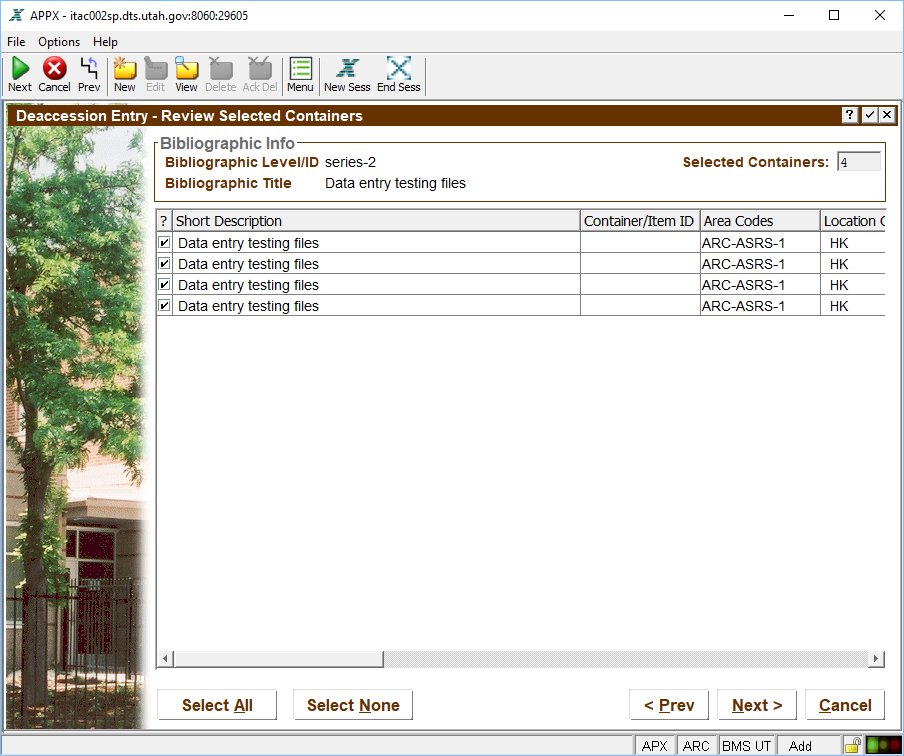 APPX - itac002sp.dts.utah.gov:8060:29605
File Options Help
Next Cancel Prev New Edit View Delete Ack Del Menu New Sess End Sess
Deaccession Entry - Review Selected Containers ?
Bibliographic Info
Bibliographic Level/ID series-2 Selected Containers: 4
Bibliographic Title Data entry testing files
? Short Description Container/Item ID Area Codes Location C
Data entry testing files ARC-ASRS-1 HK
Data entry testing files ARC-ASRS-1 HK
Data entry testing files ARC-ASRS-1 HK
Data entry testing files ARC-ASRS-1 HK
Select All Select None < Prev Next > Cancel
APX ARC BMS UT Add